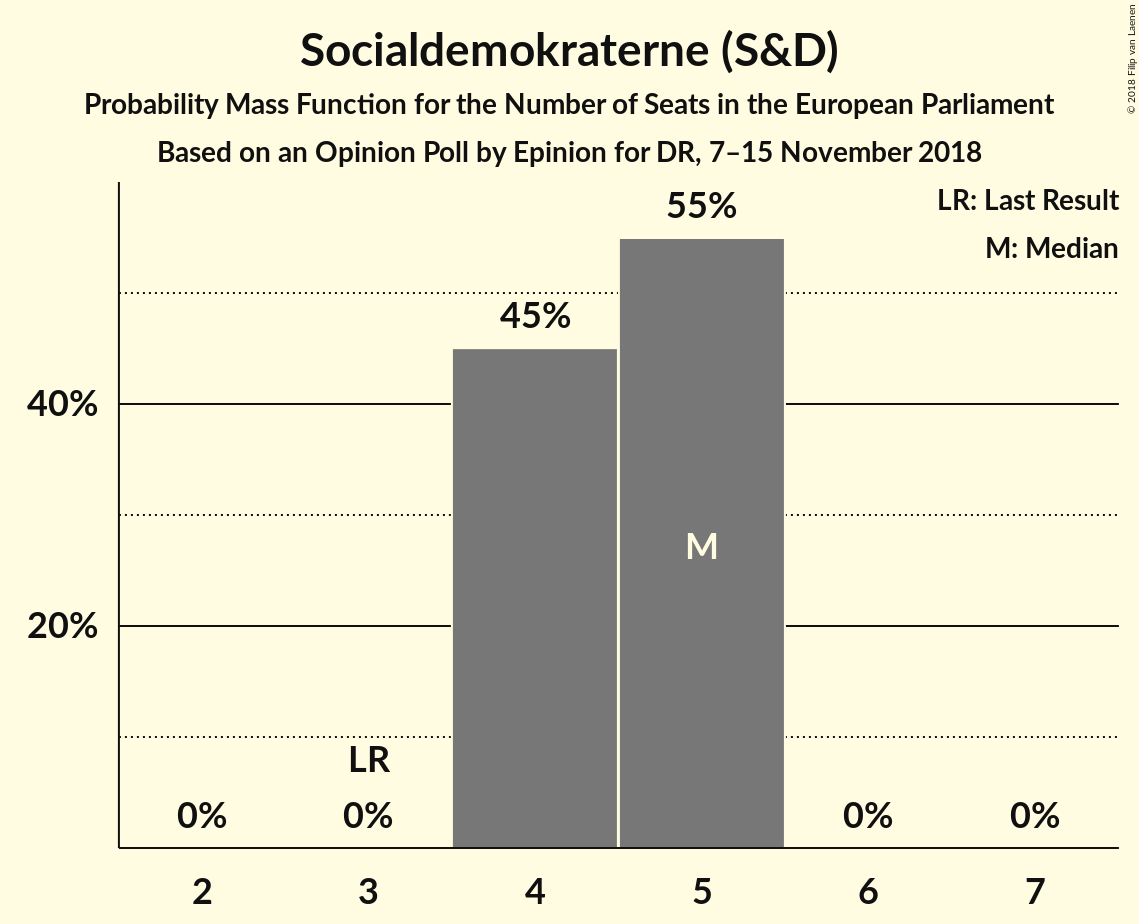 Socialdemokraterne (S&D)
Probability Mass Function for the Number of Seats in the European Parliament
Based on an Opinion Poll by Epinion for DR, 7–15 November 2018
© 2018 Filip van Laenen
LR: Last Result
M: Median
55%
45%
40%
M
20%
LR
0%
0%
0%
0%
2
3
4
5
6
7